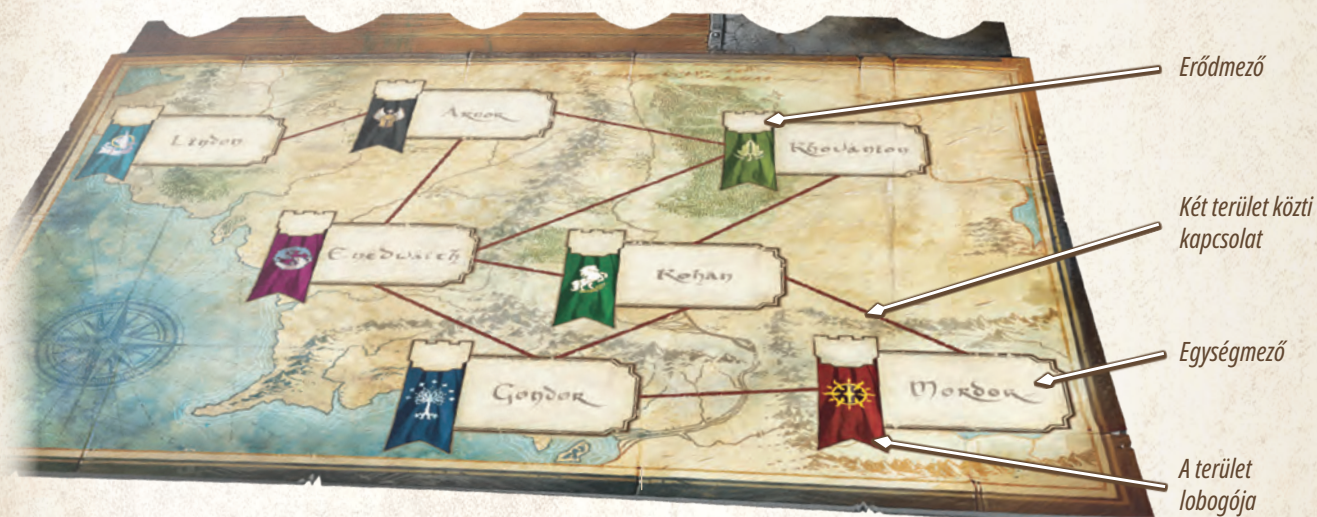 Erődmező
Lindon
Arnor
Rhovanion
Két terület közti
kapcsolat
Enedwaith
Rohan
Egységmező
Gondor
Mordor
A terület
lobogója